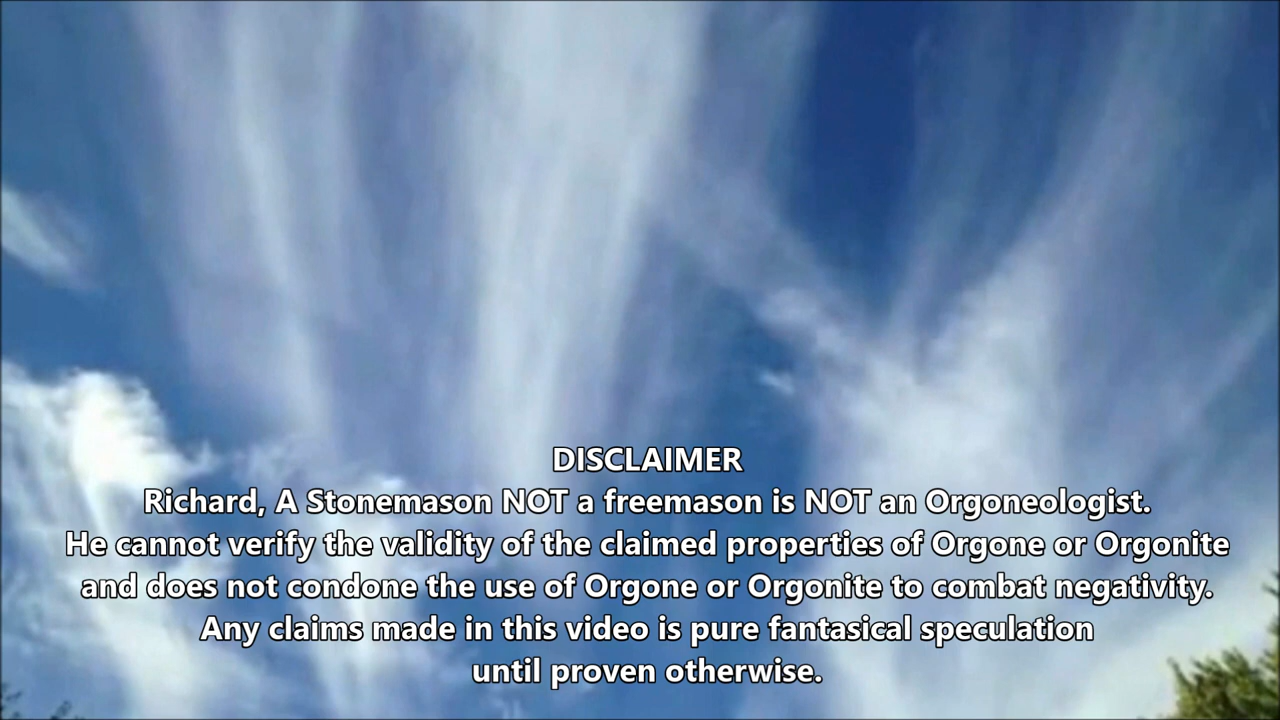 DISCLAIMER
Richard, A Stonemason NOT a freemason is NOT an Orgoneologist.
He cannot verify the validity of the claimed properties of Orgone or Orgonite
and does not condone the use of Orgone or Orgonite to combat negativity.
Any claims made in this video is pure fantasical speculation
until proven otherwise.